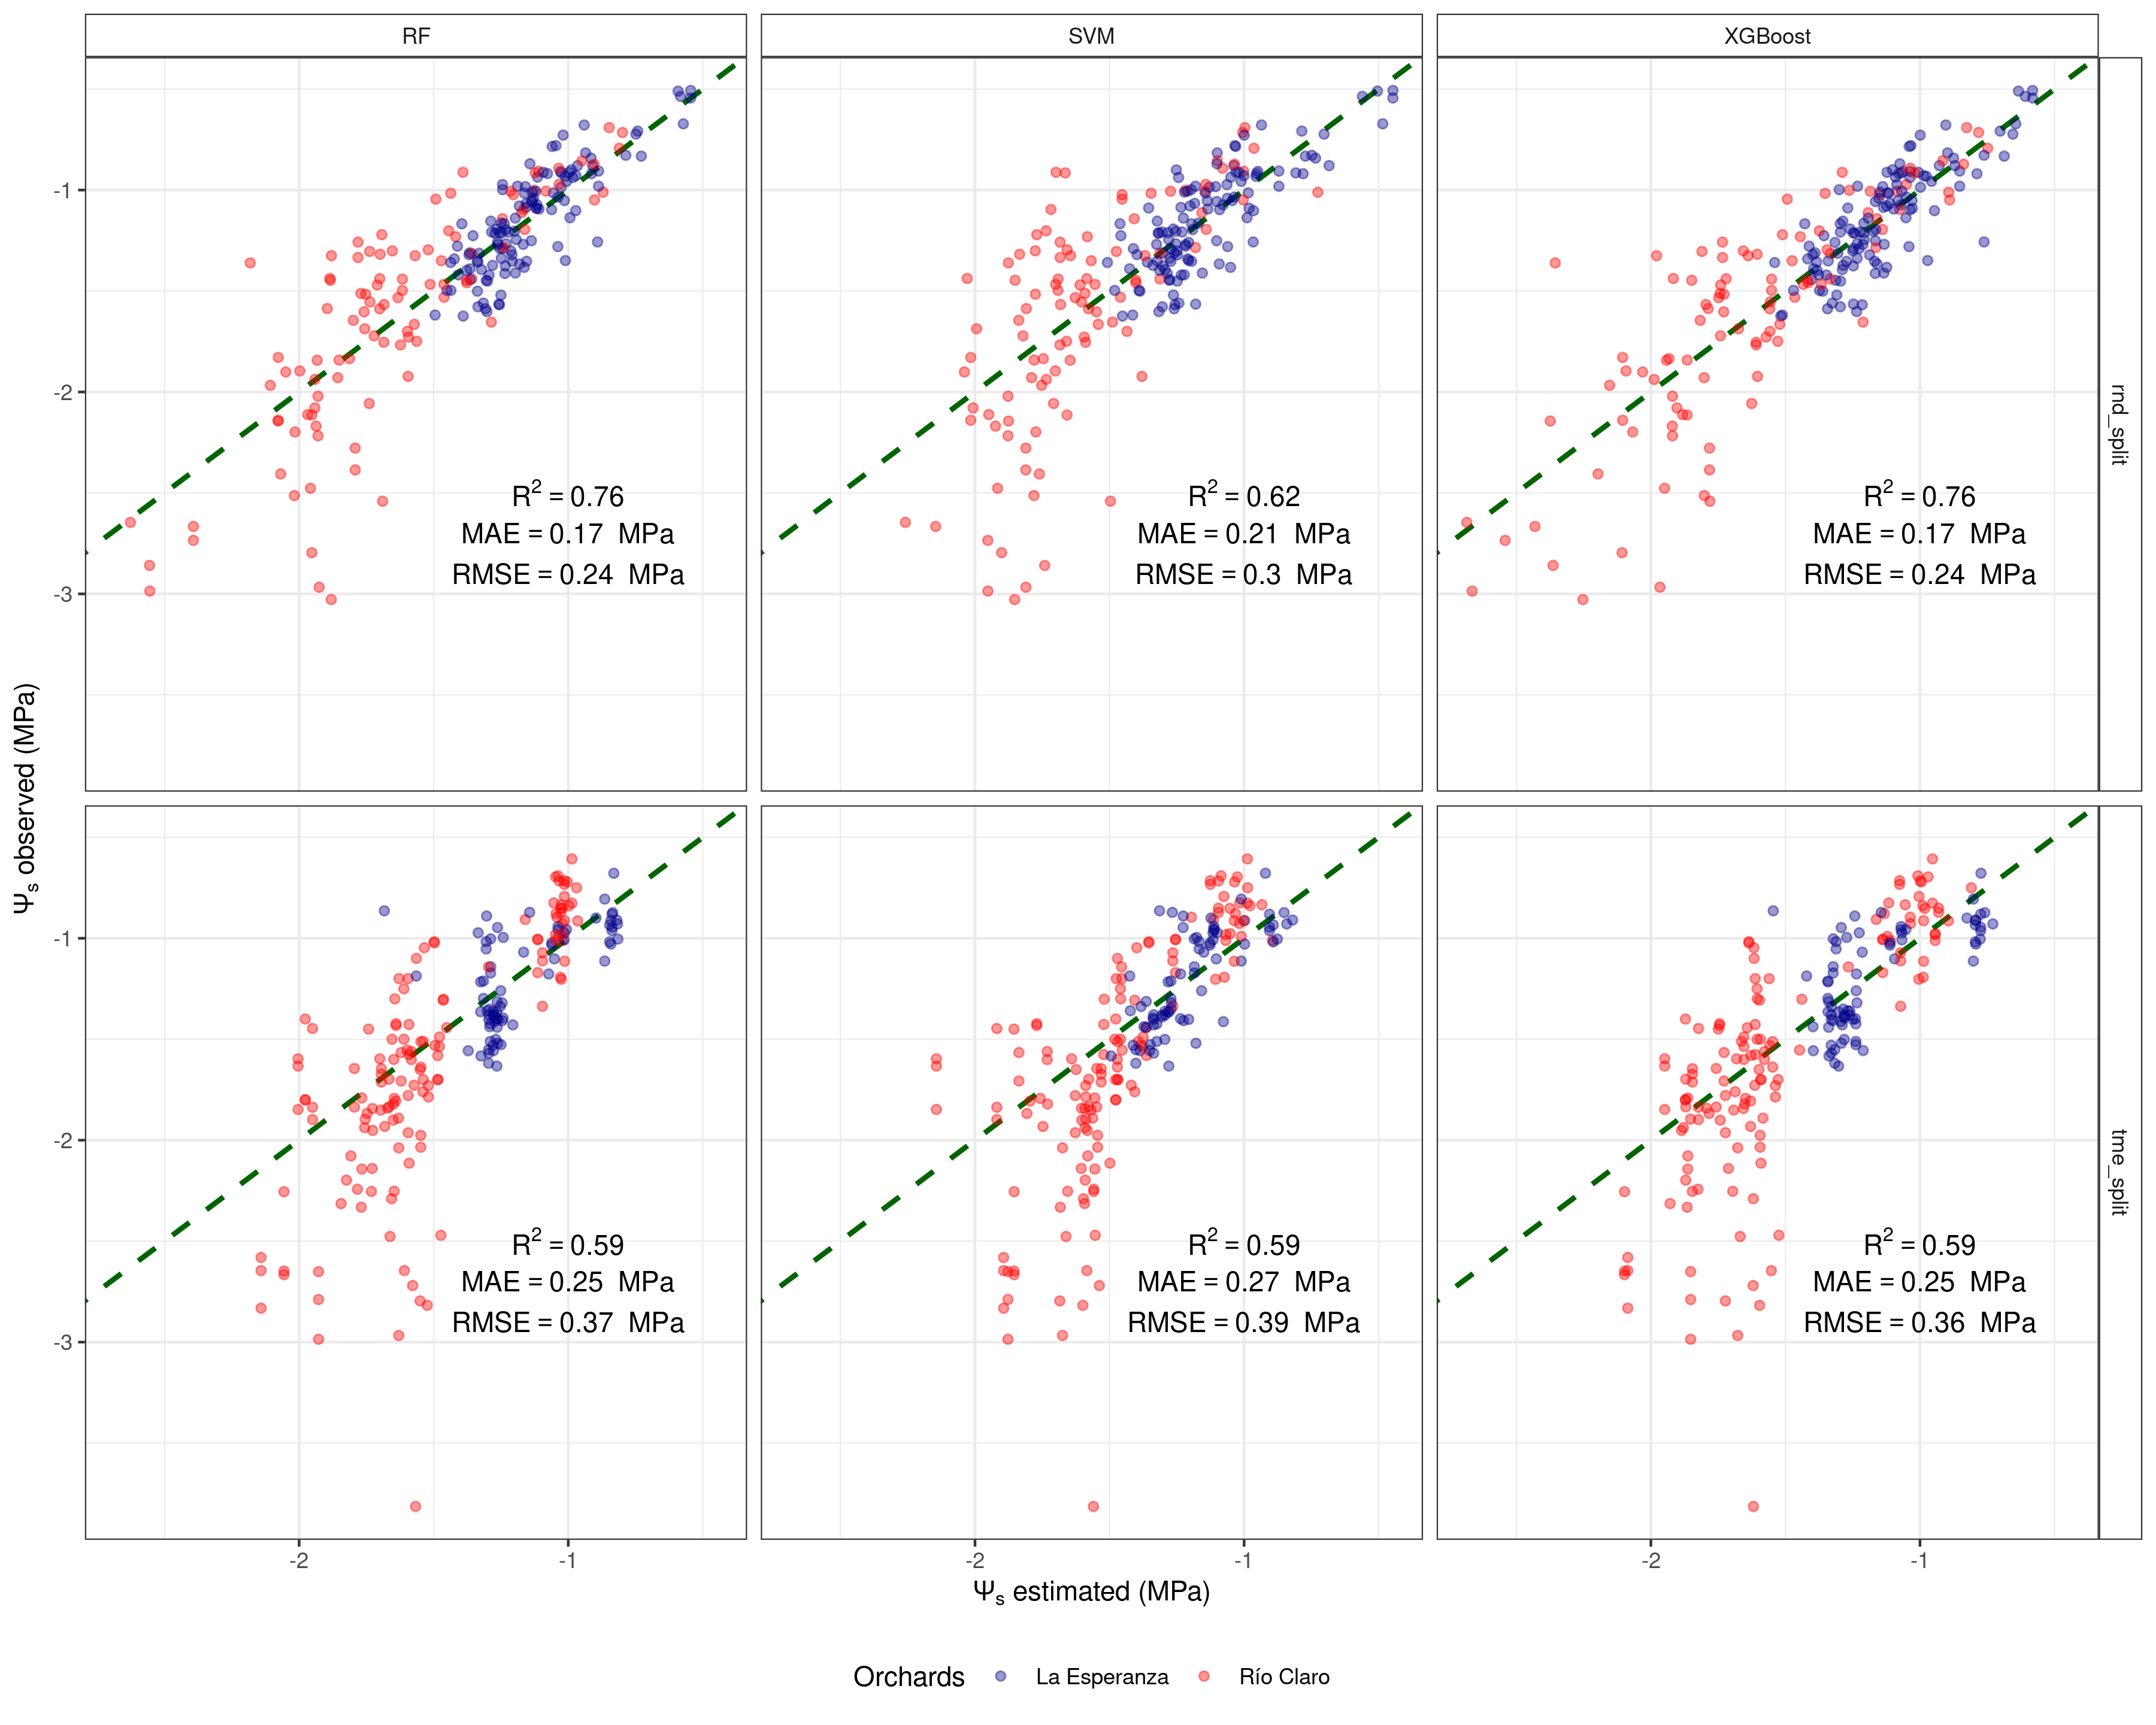 RF
SVM
XGBoost
rnd_split
-1
-2
-3
R² = 0.76
MAE = 0.17 MPa
RMSE = 0.24 MPa
R² = 0.62
MAE = 0.21 MPa
RMSE = 0.3 MPa
R² = 0.76
MAE = 0.17 MPa
RMSE = 0.24 MPa
Ψs observed (MPa)
tme_split
-1
-2
-3
R² = 0.59
MAE = 0.25 MPa
RMSE = 0.37 MPa
R² = 0.59
MAE = 0.27 MPa
RMSE = 0.39 MPa
R² = 0.59
MAE = 0.25 MPa
RMSE = 0.36 MPa
-2 -1
-2 -1
-2 -1
Ψs estimated (MPa)
Orchards La Esperanza Río Claro